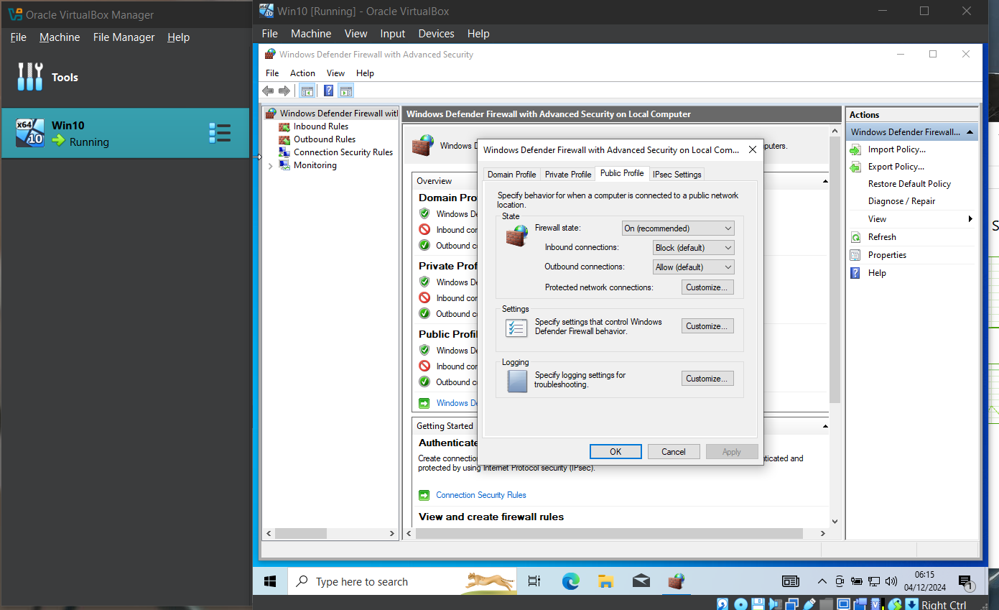 Oracle VirtualBox Manager
File Machine File Manager Help
Tools
Win10
Running
Win10 [Running] - Oracle VirtualBox
File Machine View Input Devices Help
Windows Defender Firewall with Advanced Security
File Action View Help
Windows Defender Firewall with
Inbound Rules
Outbound Rules
Connection Security Rules
Monitoring
Windows Defender Firewall with Advanced Security on Local Computer
Windows D
puters.
Overview
Domain Pro
Windows De
Inbound con
Outbound c
Private Prof
Windows De
Inbound con
Outbound c
Public Profil
Windows De
Inbound con
Outbound c
Windows De
Getting Started
Authenticate
Create connection
nticated and
protected by using Internet Protocol security (IPsec).
Connection Security Rules
View and create firewall rules
Windows Defender Firewall with Advanced Security on Local Com...
Domain Profile Private Profile Public Profile IPsec Settings
Specify behavior for when a computer is connected to a public network
location.
State
Firewall state: On (recommended)
Inbound connections: Block (default)
Outbound connections: Allow (default)
Protected network connections: Customize...
Settings
Specify settings that control Windows
Defender Firewall behavior.
Customize...
Logging
Specify logging settings for
troubleshooting.
Customize...
OK Cancel Apply
Actions
Windows Defender Firewall...
Import Policy...
Export Policy...
Restore Default Policy
Diagnose / Repair
View
Refresh
Properties
Help
S
x64
10
Type here to search
06:15
04/12/2024
1
Right Ctrl